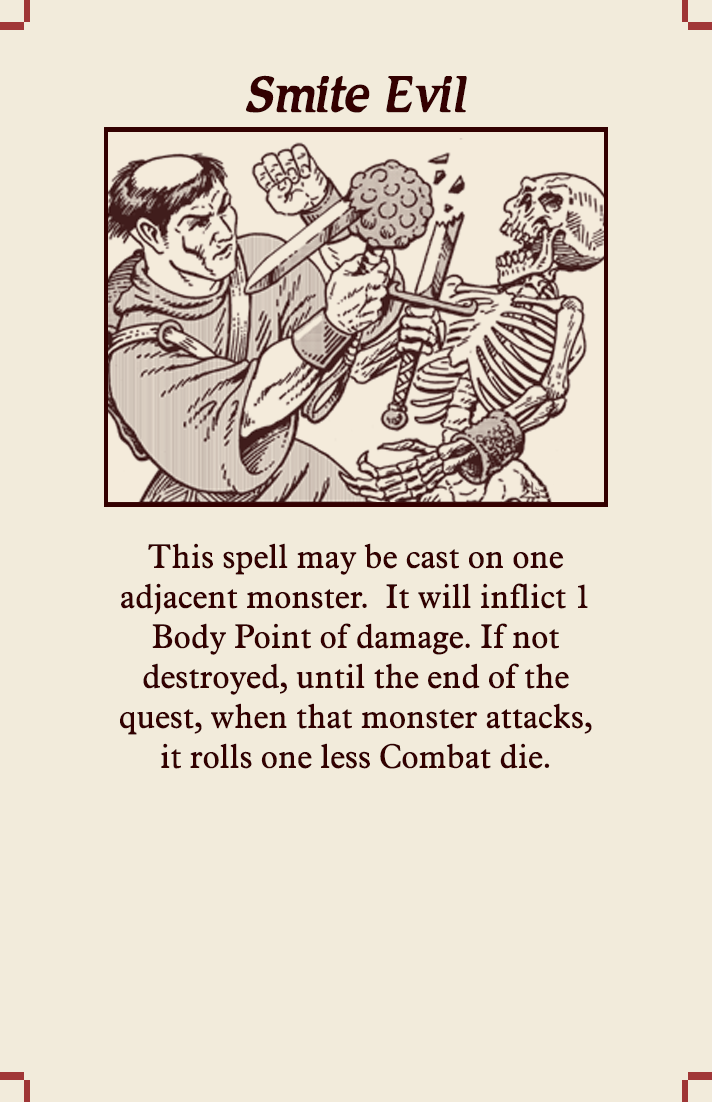 Smite Evil
This spell may be cast on one
adjacent monster.  It will inflict 1
Body Point of damage. If not
destroyed, until the end of the
quest, when that monster attacks,
it rolls one less Combat die.